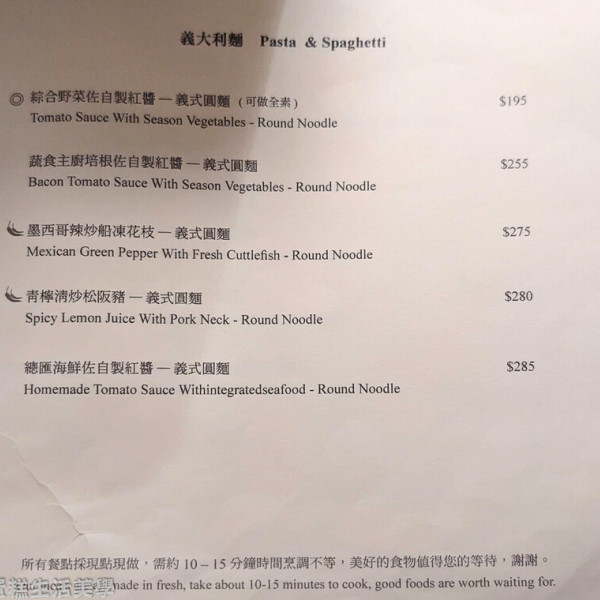 義大利麵 Pasta & Spaghetti
綜合野菜佐自製紅醬 — 義式圓麵 (可做全素) $195
Tomato Sauce With Season Vegetables - Round Noodle
蔬食主廚培根佐自製紅醬 — 義式圓麵 $255
Bacon Tomato Sauce With Season Vegetables - Round Noodle
墨西哥辣炒船凍花枝 — 義式圓麵 $275
Mexican Green Pepper With Fresh Cuttlefish - Round Noodle
青檸清炒松阪豬 — 義式圓麵 $280
Spicy Lemon Juice With Pork Neck - Round Noodle
總匯海鮮佐自製紅醬 — 義式圓麵 $285
Homemade Tomato Sauce Withintegratedseafood - Round Noodle
所有餐點採現點現做，需約 10 – 15 分鐘時間烹調不等，美好的食物值得您的等待，謝謝。
made in fresh, take about 10-15 minutes to cook, good foods are worth waiting for.
糕生活美學